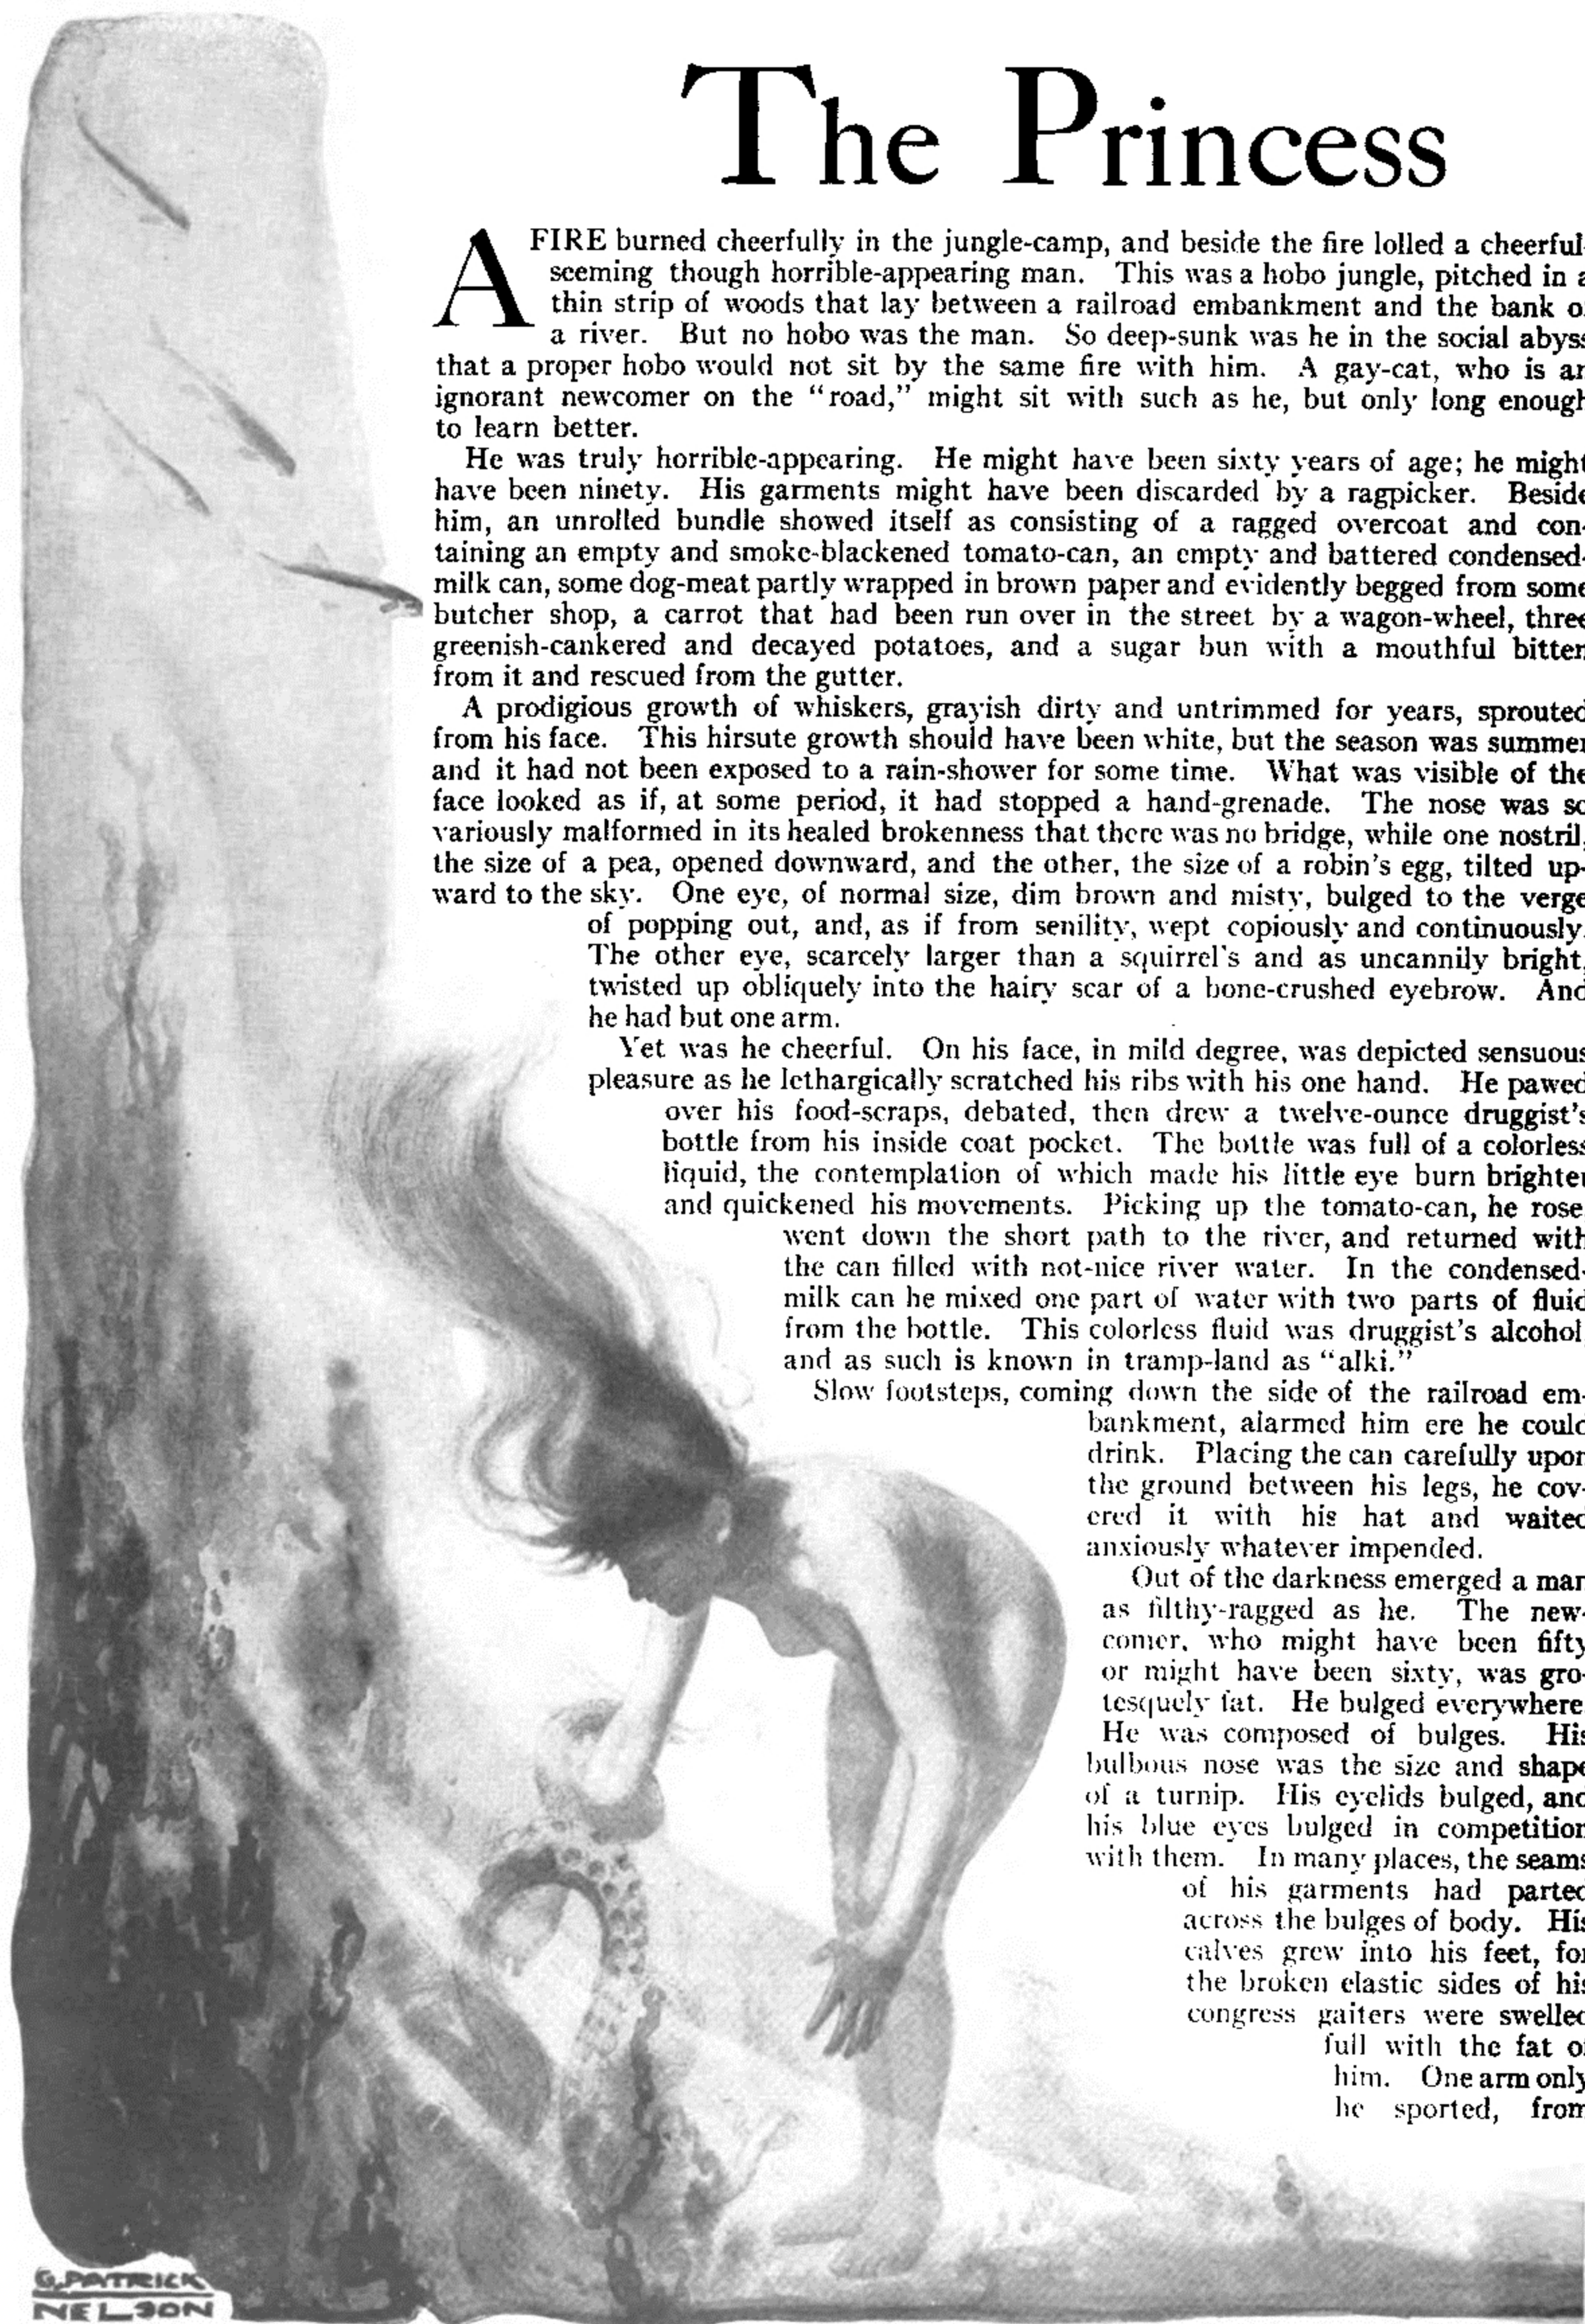 The Princess
A FIRE burned cheerfully in the jungle-camp, and beside the fire lolled a cheerful-
seeming though horrible-appearing man. This was a hobo jungle, pitched in a
thin strip of woods that lay between a railroad embankment and the bank o
a river. But no hobo was the man. So deep-sunk was he in the social abys
that a proper hobo would not sit by the same fire with him. A gay-cat, who is an
ignorant newcomer on the "road," might sit with such as he, but only long enough
to learn better.
He was truly horrible-appearing. He might have been sixty years of age; he might
have been ninety. His garments might have been discarded by a ragpicker. Beside
him, an unrolled bundle showed itself as consisting of a ragged overcoat and con-
taining an empty and smoke-blackened tomato-can, an empty and battered condensed-
milk can, some dog-meat partly wrapped in brown paper and evidently begged from some
butcher shop, a carrot that had been run over in the street by a wagon-wheel, three
greenish-cankered and decayed potatoes, and a sugar bun with a mouthful bitten
from it and rescued from the gutter.
A prodigious growth of whiskers, grayish dirty and untrimmed for years, sprouted
from his face. This hirsute growth should have been white, but the season was summer
and it had not been exposed to a rain-shower for some time. What was visible of the
face looked as if, at some period, it had stopped a hand-grenade. The nose was so
variously malformed in its healed brokenness that there was no bridge, while one nostril,
the size of a pea, opened downward, and the other, the size of a robin's egg, tilted up-
ward to the sky. One eye, of normal size, dim brown and misty, bulged to the verge
of popping out, and, as if from senility, wept copiously and continuously.
The other eye, scarcely larger than a squirrel's and as uncannily bright,
twisted up obliquely into the hairy scar of a bone-crushed eyebrow. And
he had but one arm.
Yet was he cheerful. On his face, in mild degree, was depicted sensuous
pleasure as he lethargically scratched his ribs with his one hand. He pawed
over his food-scraps, debated, then drew a twelve-ounce druggist's
bottle from his inside coat pocket. The bottle was full of a colorless
liquid, the contemplation of which made his little eye burn brighter
and quickened his movements. Picking up the tomato-can, he rose,
went down the short path to the river, and returned with
the can filled with not-nice river water. In the condensed-
milk can he mixed one part of water with two parts of fluid
from the bottle. This colorless fluid was druggist's alcohol,
and as such is known in tramp-land as "alki."
Slow footsteps, coming down the side of the railroad em-
bankment, alarmed him ere he could
drink. Placing the can carefully upon
the ground between his legs, he cov-
ered it with his hat and waited
anxiously whatever impended.
Out of the darkness emerged a man
as filthy-ragged as he. The new-
comer, who might have been fifty
or might have been sixty, was gro-
tesquely fat. He bulged everywhere.
He was composed of bulges. His
bulbous nose was the size and shape
of a turnip. His eyelids bulged, and
his blue eyes bulged in competition
with them. In many places, the seams
of his garments had parted
across the bulges of body. His
calves grew into his feet, for
the broken elastic sides of his
congress gaiters were swelled
full with the fat of
him. One arm only
he sported, from
G. PATRICK
NELSON